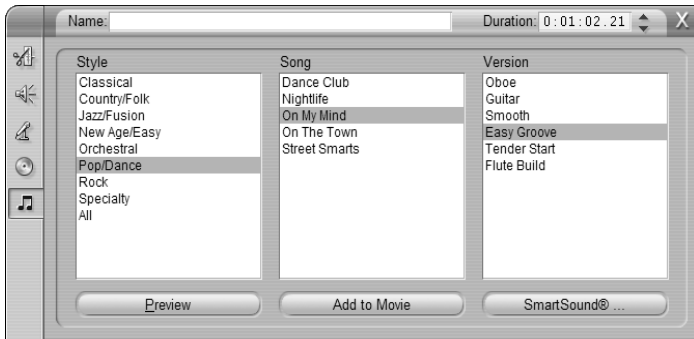 Name:
Duration: 0:01:02.21
X
Style
Classical
Country/Folk
Jazz/Fusion
New Age/Easy
Orchestral
Pop/Dance
Rock
Specialty
All
Song
Dance Club
Nightlife
On My Mind
On The Town
Street Smarts
Version
Oboe
Guitar
Smooth
Easy Groove
Tender Start
Flute Build
Preview
Add to Movie
SmartSound® ...